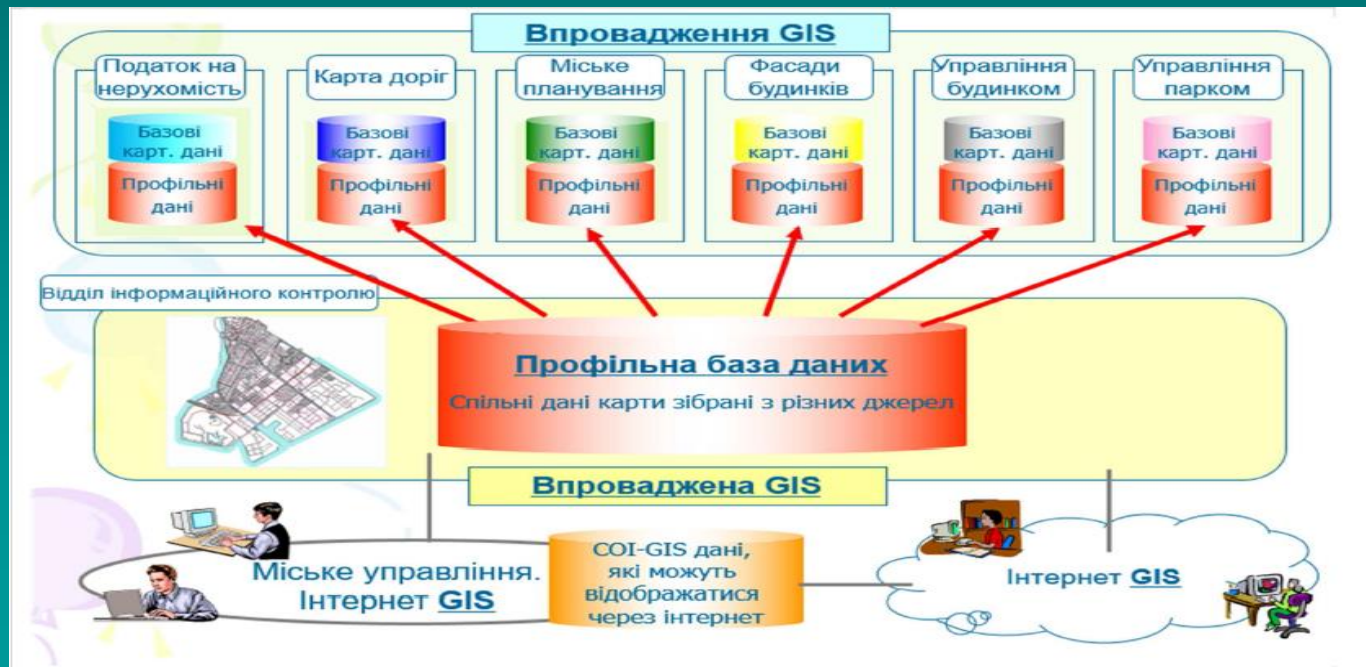 Впровадження GIS
Податок на
нерухомість
Карта доріг
Міське
планування
Фасади
будинків
Управління
будинком
Управління
парком
Базові
карт. дані
Профільні
дані
Базові
карт. дані
Профільні
дані
Базові
карт. дані
Профільні
дані
Базові
карт. дані
Профільні
дані
Базові
карт. дані
Профільні
дані
Базові
карт. дані
Профільні
дані
Відділ інформаційного контролю
Профільна база даних
Спільні дані карти зібрані з різних джерел
Впроваджена GIS
Міське управління.
Інтернет GIS
COI-GIS дані,
які можуть
відображатися
через інтернет
Інтернет GIS